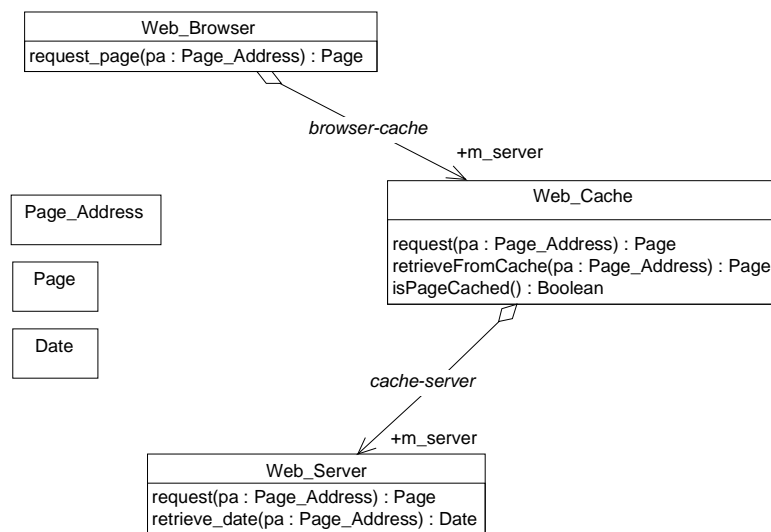 Web_Browser
request_page(pa : Page_Address) : Page
browser-cache
+m_server
Web_Cache
request(pa : Page_Address) : Page
retrieveFromCache(pa : Page_Address) : Page
isPageCached() : Boolean
Page_Address
Page
Date
cache-server
+m_server
Web_Server
request(pa : Page_Address) : Page
retrieve_date(pa : Page_Address) : Date